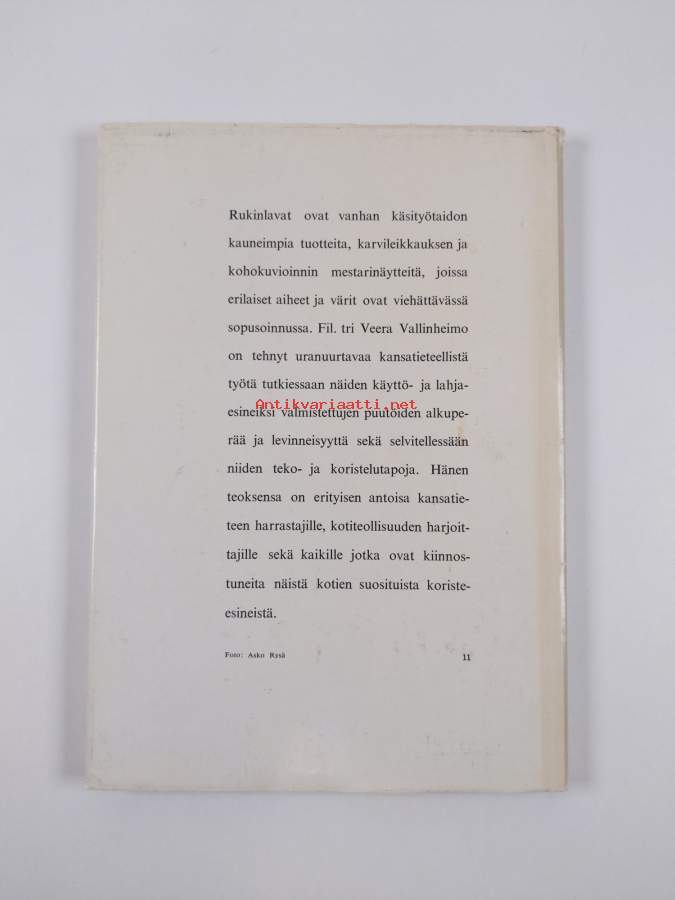 Rukinlavat ovat vanhan käsityötaidon
kauneimpia tuotteita, karvileikkauksen ja
kohokuvioinnin mestarinäytteitä, joissa
erilaiset aiheet ja värit ovat viehättävässä
sopusoinnussa. Fil. tri Veera Vallinheimo
on tehnyt uranuurtavaa kansatieteellistä
työtä tutkiessaan näiden käyttö- ja lahja-
Antikvariaatti.net
esineiksi valmistettujen puutöiden alkupe-
rää ja levinneisyyttä sekä selvitellessään
niiden teko- ja koristelutapoja. Hänen
teoksensa on erityisen antoisa kansatie-
teen harrastajille, kotiteollisuuden harjoit-
tajille sekä kaikille jotka ovat kiinnos-
tuneita näistä kotien suosituista koriste-
esineistä.
Foto: Asko Rysä 11